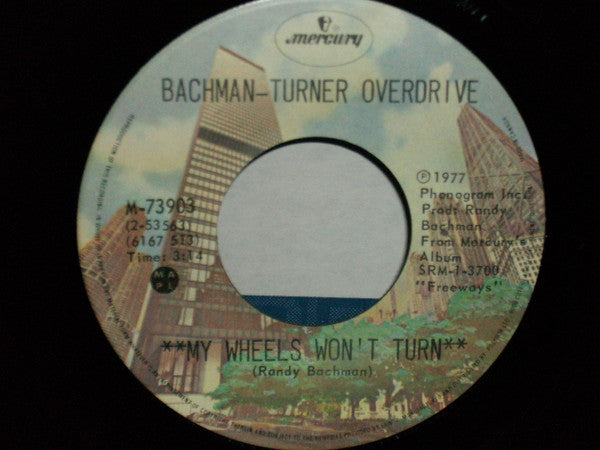 mercury
BACHMAN-TURNER OVERDRIVE
M-73903
(2-53563)
(6167 513)
Time: 3:14
M A
P L
℗ 1977
Phonogram Inc.
Prod: Randy
Bachman.
From Mercury's
Album
SRM-1-3700
"Freeways"
**MY WHEELS WON'T TURN**
(Randy Bachman)